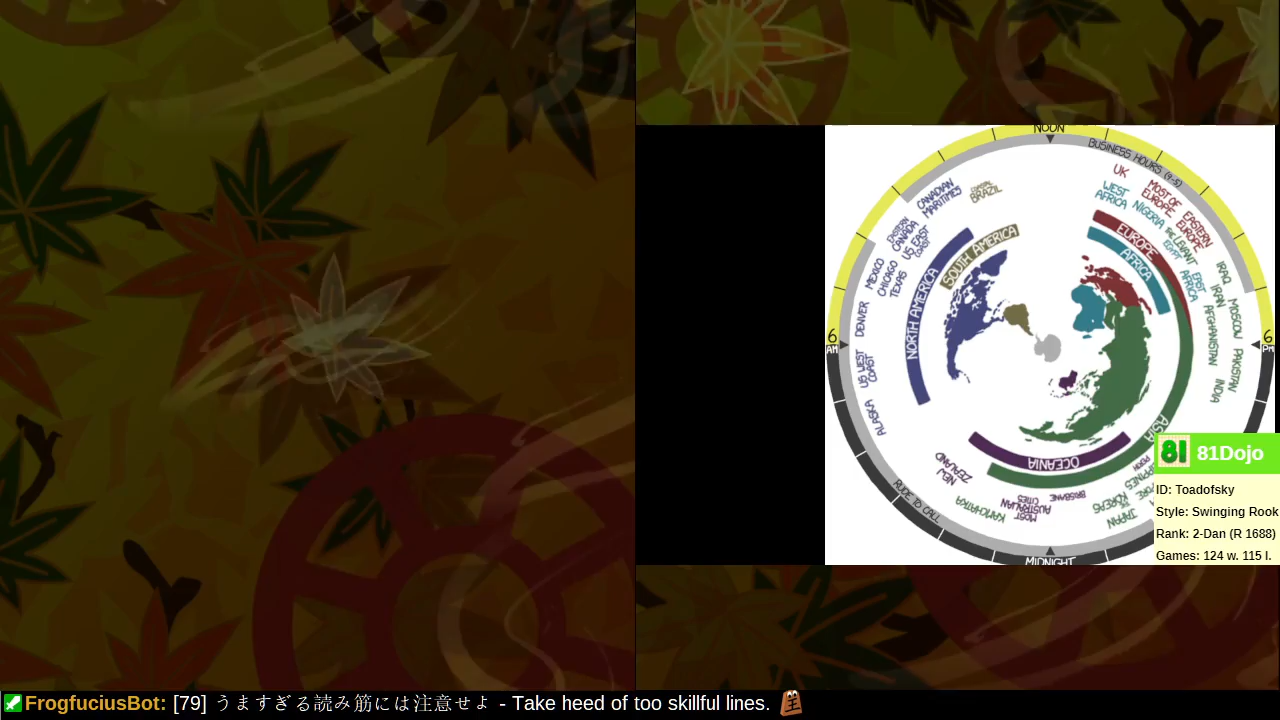 NOON
BUSINESS HOURS (9-5)
UK
CANADIAN
MARITIMES
BRAZIL
WEST
AFRICA
MOST OF
EUROPE
NIGERIA
EASTERN
EUROPE
EASTERN
CANADA
US EAST
COAST
THE
LEVANT
EGYPT
EAST
AFRICA
EUROPE
AFRICA
SOUTH AMERICA
NORTH AMERICA
MEXICO
CHICAGO
TEXAS
IRAQ
IRAN
DENVER
MOSCOW
AFGHANISTAN
6
AM
6
PM
US WEST
COAST
PAKISTAN
INDIA
ALASKA
ASIA
OCEANIA
NEW
ZEALAND
PERTH
RUDE TO CALL
KAMCHATKA
MOST
AUSTRALIAN
CITIES
BRISBANE
THE
KOREAS
JAPAN
MIDNIGHT
81 81Dojo
ID: Toadofsky
Style: Swinging Rook
Rank: 2-Dan (R 1688)
Games: 124 w. 115 l.
FrogfuciusBot: [79] うますぎる読み筋には注意せよ - Take heed of too skillful lines.